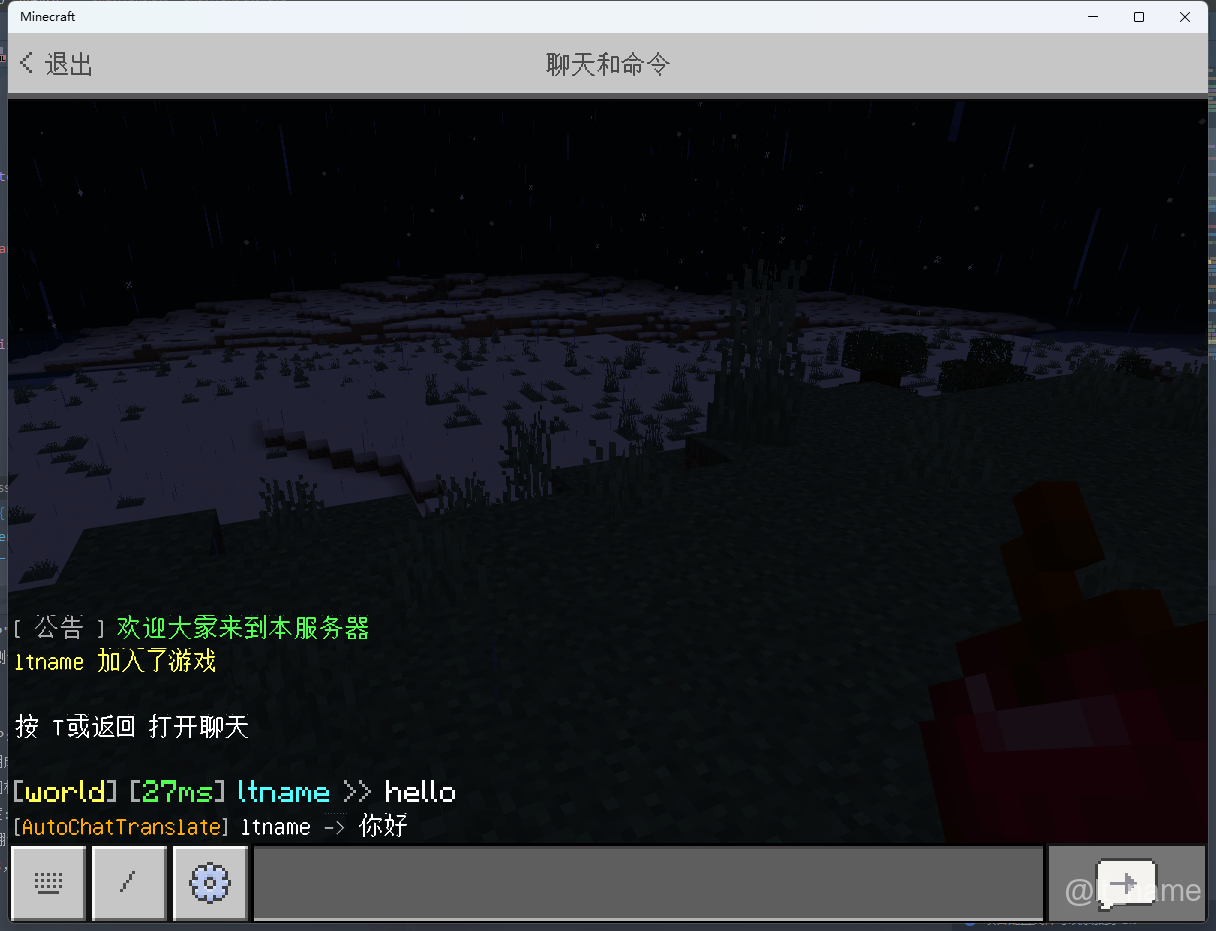 Minecraft
退出
聊天和命令
[ 公告 ] 欢迎大家来到本服务器
ltname 加入了游戏
按 T或返回 打开聊天
[world] [27ms] ltname >> hello
[AutoChatTranslate] ltname -> 你好